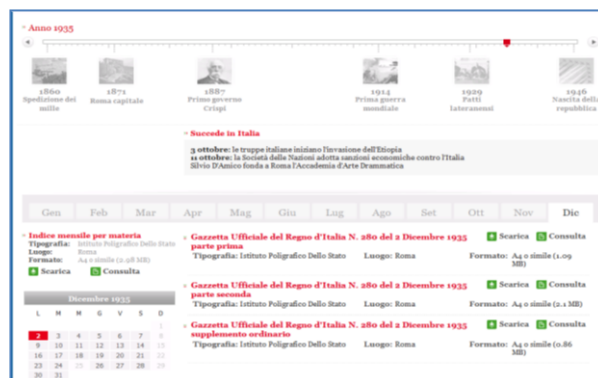 Anno 1935
1860
Spedizione dei
mille
1871
Roma capitale
1887
Primo governo
Crispi
1914
Prima guerra
mondiale
1929
Patti
lateranensi
1946
Nascita della
repubblica
Succede in Italia
3 ottobre: le truppe italiane iniziano l'invasione dell'Etiopia
11 ottobre: la Società delle Nazioni adotta sanzioni economiche contro l'Italia
Silvio D'Amico fonda a Roma l'Accademia d'Arte Drammatica
Gen Feb Mar Apr Mag Giu Lug Ago Set Ott Nov Dic
Indice mensile per materia
Tipografia: Istituto Poligrafico Dello Stato
Luogo: Roma
Formato: A4 o simile (2.98 MB)
Scarica Consulta
Dicembre 1935
L M M G V S D
1
2 3 4 5 6 7 8
9 10 11 12 13 14 15
16 17 18 19 20 21 22
23 24 25 26 27 28 29
30 31
Gazzetta Ufficiale del Regno d'Italia N. 280 del 2 Dicembre 1935
parte prima
Scarica Consulta
Tipografia: Istituto Poligrafico Dello Stato Luogo: Roma Formato: A4 o simile (1.09
MB)
Gazzetta Ufficiale del Regno d'Italia N. 280 del 2 Dicembre 1935
parte seconda
Scarica Consulta
Tipografia: Istituto Poligrafico Dello Stato Luogo: Roma Formato: A4 o simile (2.1 MB)
Gazzetta Ufficiale del Regno d'Italia N. 280 del 2 Dicembre 1935
supplemento ordinario
Scarica Consulta
Tipografia: Istituto Poligrafico Dello Stato Luogo: Roma Formato: A4 o simile (0.86
MB)